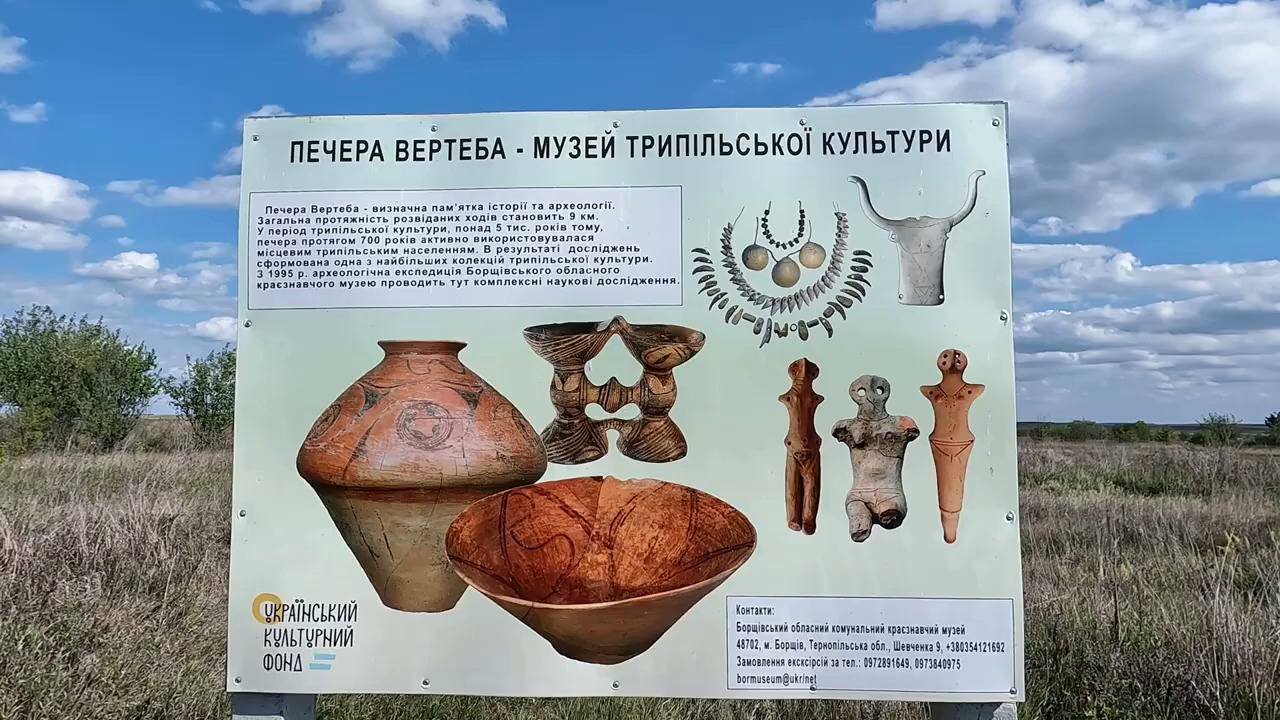 ПЕЧЕРА ВЕРТЕБА - МУЗЕЙ ТРИПІЛЬСЬКОЇ КУЛЬТУРИ
Печера Вертеба - визначна пам'ятка історії та археології.
Загальна протяжність розвіданих ходів становить 9 км.
У період трипільської культури, понад 5 тис. років тому,
печера протягом 700 років активно використовувалася
місцевим трипільським населенням. В результаті досліджень
сформована одна з найбільших колекцій трипільської культури.
З 1995 р. археологічна експедиція Борщівського обласного
краєзнавчого музею проводить тут комплексні наукові дослідження.
УКРАЇНСЬКИЙ
КУЛЬТУРНИЙ
ФОНД
Контакти:
Борщівський обласний комунальний краєзнавчий музей
48702, м. Борщів, Тернопільська обл., Шевченка 9, +380354121692
Замовлення екскірсій за тел.: 0972891649, 0973840975
bormuseum@ukr/net